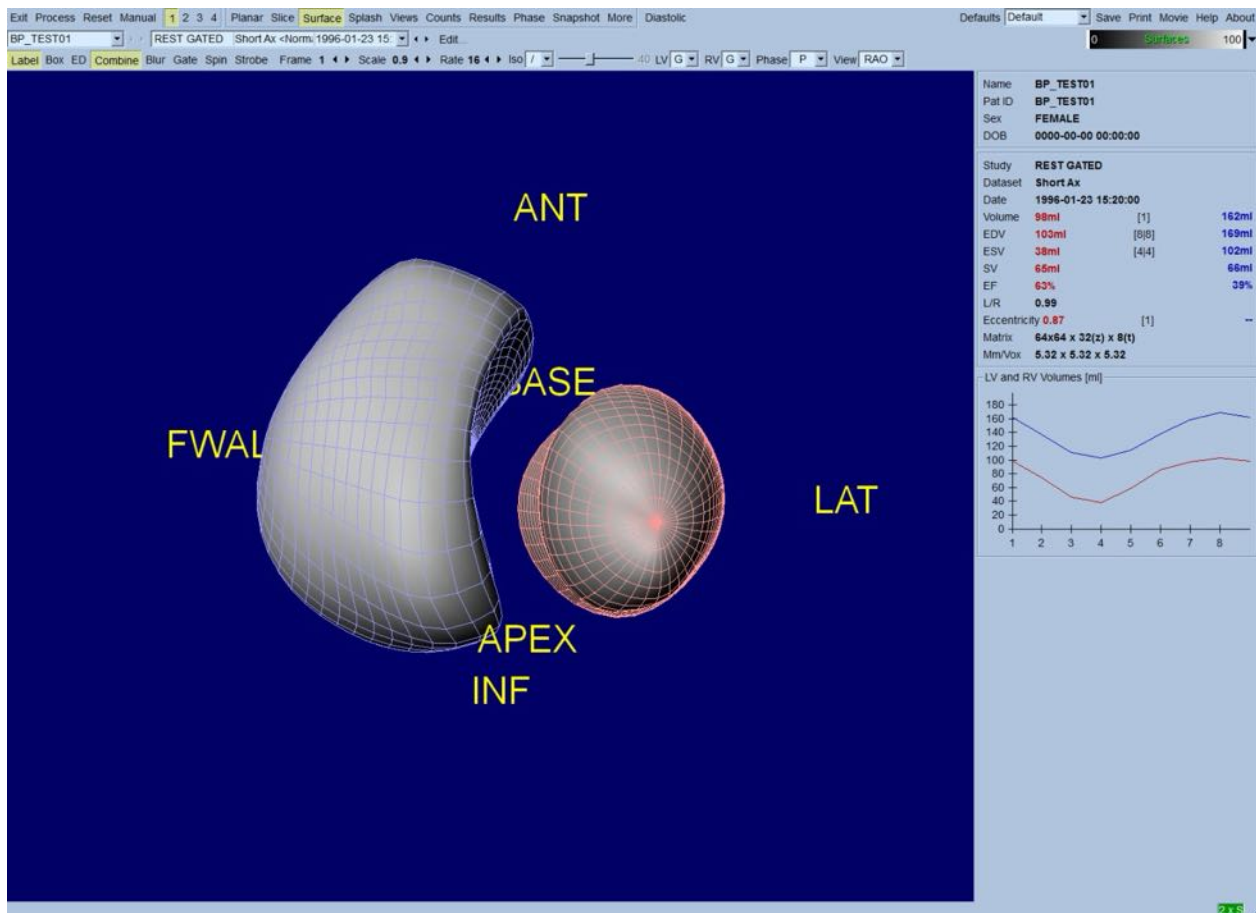 Exit Process Reset Manual 1 2 3 4 Planar Slice Surface Splash Views Counts Results Phase Snapshot More Diastolic Defaults Default Save Print Movie Help About
BP_TEST01 REST GATED Short Ax <Norm 1996-01-23 15: Edit... 0 Surfaces 100
Label Box ED Combine Blur Gate Spin Strobe Frame 1 Scale 0.9 Rate 16 Iso / 40 LV G RV G Phase P View RAO
ANT
BASE
FWAL
LAT
APEX
INF
Name BP_TEST01
Pat ID BP_TEST01
Sex FEMALE
DOB 0000-00-00 00:00:00
Study REST GATED
Dataset Short Ax
Date 1996-01-23 15:20:00
Volume 98ml [1] 162ml
EDV 103ml [8|8] 169ml
ESV 38ml [4|4] 102ml
SV 65ml 66ml
EF 63% 39%
L/R 0.99
Eccentricity 0.87 [1] --
Matrix 64x64 x 32(z) x 8(t)
Mm/Vox 5.32 x 5.32 x 5.32
LV and RV Volumes [ml]
180
160
140
120
100
80
60
40
20
0
1 2 3 4 5 6 7 8
2 x S